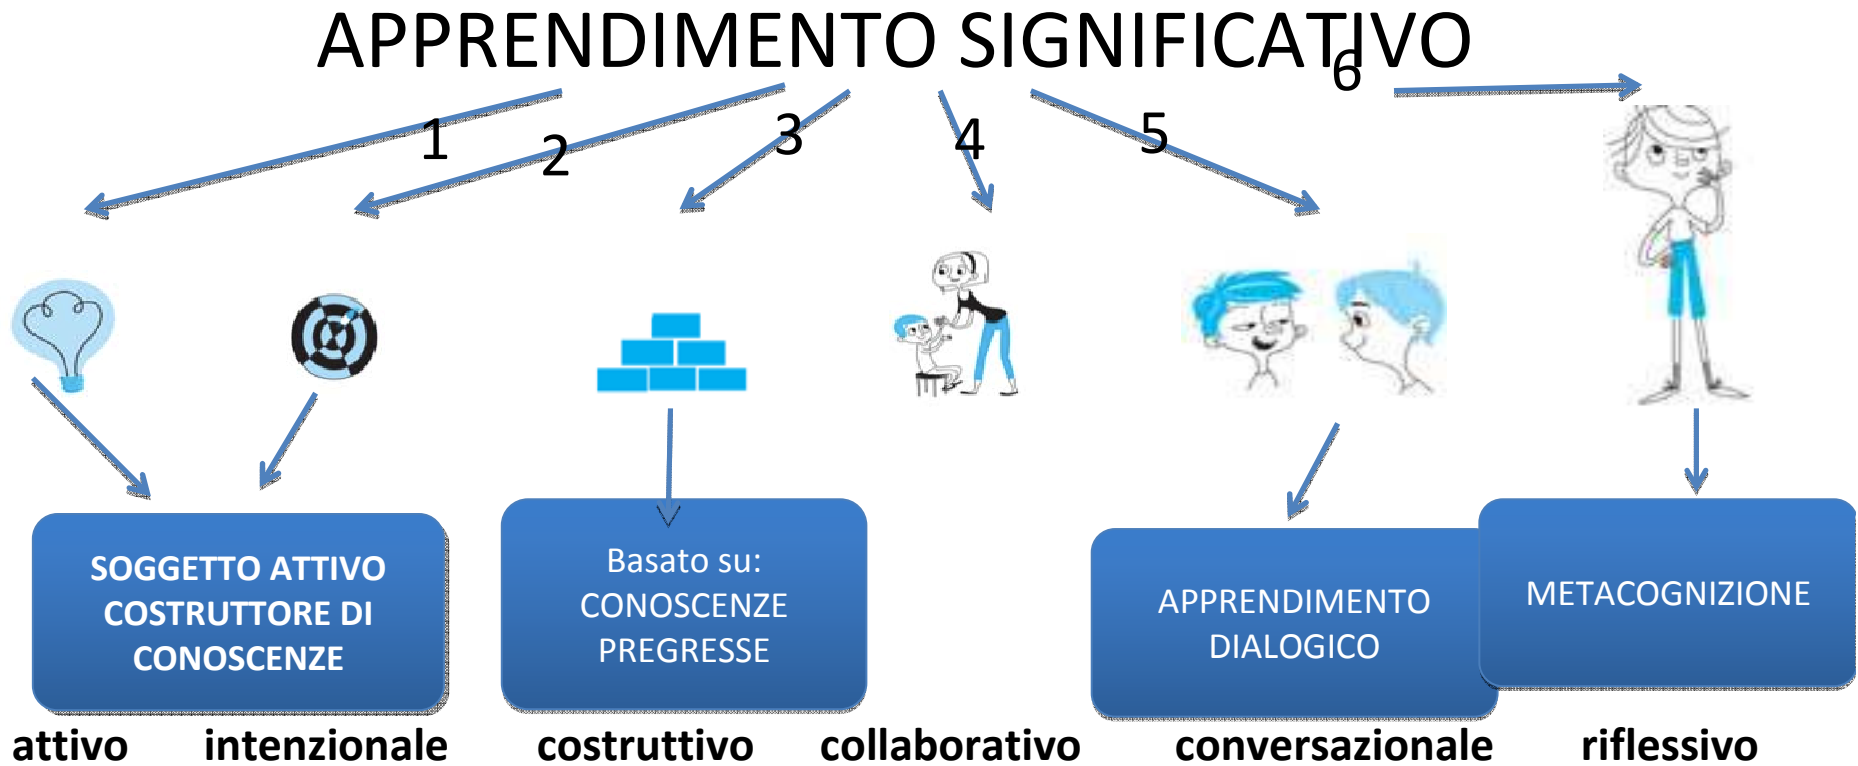 APPRENDIMENTO SIGNIFICATIVO
1
2
3
4
5
6
SOGGETTO ATTIVO
COSTRUTTORE DI
CONOSCENZE
Basato su:
CONOSCENZE
PREGRESSE
APPRENDIMENTO
DIALOGICO
METACOGNIZIONE
attivo intenzionale costruttivo collaborativo conversazionale riflessivo